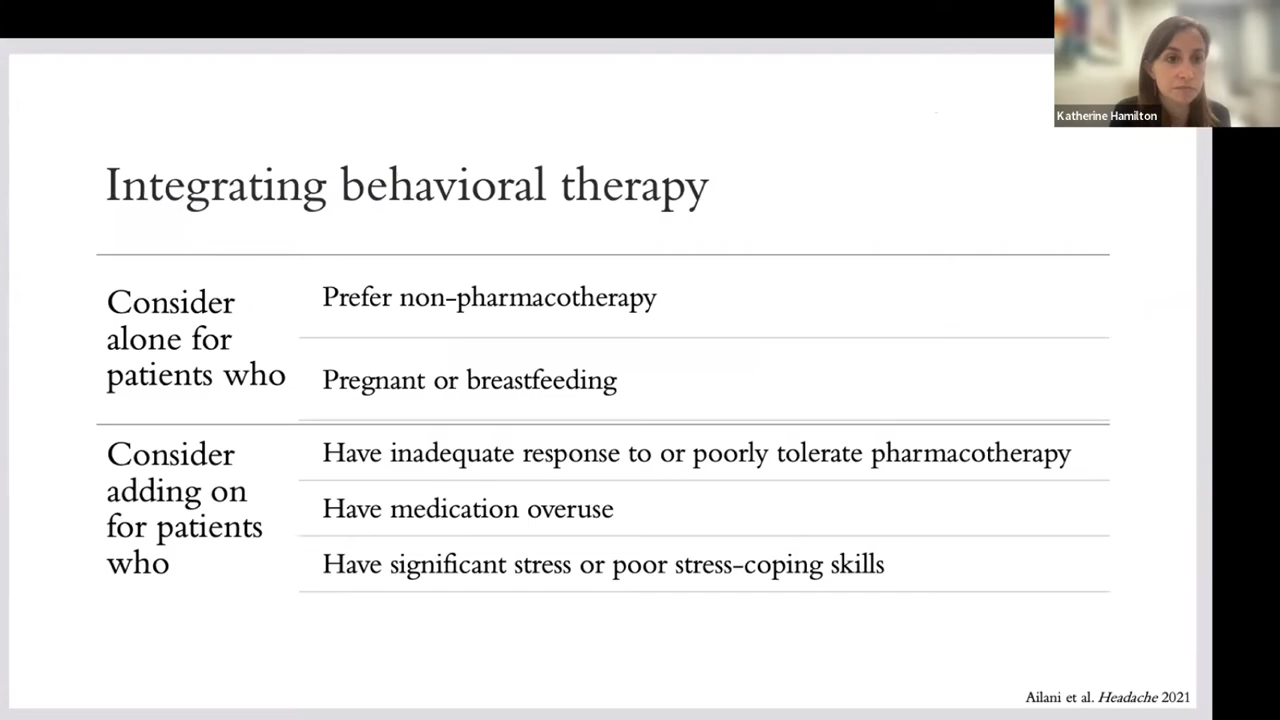 Katherine Hamilton
Integrating behavioral therapy
Consider
alone for
patients who
Prefer non-pharmacotherapy
Pregnant or breastfeeding
Consider
adding on
for patients
who
Have inadequate response to or poorly tolerate pharmacotherapy
Have medication overuse
Have significant stress or poor stress-coping skills
Ailani et al. Headache 2021